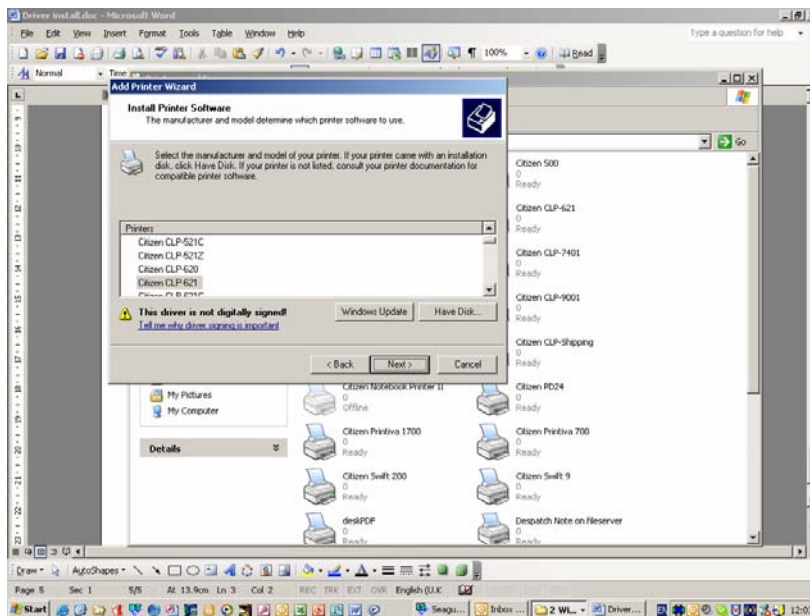 Driver install.doc - Microsoft Word
File Edit View Insert Format Tools Table Window Help
Type a question for help
100%
Read
Normal
Time
Add Printer Wizard
Install Printer Software
The manufacturer and model determine which printer software to use.
Select the manufacturer and model of your printer. If your printer came with an installation
disk, click Have Disk. If your printer is not listed, consult your printer documentation for
compatible printer software.
Printers
Citizen CLP-521C
Citizen CLP-521Z
Citizen CLP-620
Citizen CLP-621
Citizen CLP-621C
This driver is not digitally signed!
Tell me why driver signing is important
Windows Update
Have Disk...
< Back
Next >
Cancel
Go
Citizen 500
0
Ready
Citizen CLP-621
0
Ready
Citizen CLP-7401
0
Ready
Citizen CLP-9001
0
Ready
Citizen CLP-Shipping
0
Ready
My Pictures
My Computer
Details
Citizen Notebook Printer II
0
Offline
Citizen PD24
0
Ready
Citizen Printiva 1700
0
Ready
Citizen Printiva 700
0
Ready
Citizen Swift 200
0
Ready
Citizen Swift 9
0
Ready
deskPDF
0
Ready
Despatch Note on fileserver
0
Ready
Draw AutoShapes
Page 5 Sec 1 5/5 At 13.9cm Ln 3 Col 2 REC TRK EXT OVR English (U.K
Start
Seagu...
Inbox ...
2 Wi...
Driver...